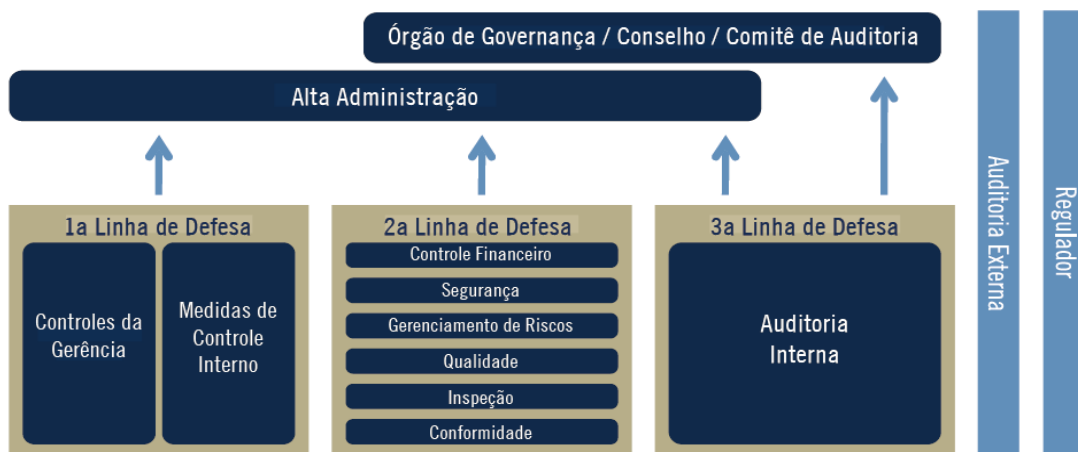 Órgão de Governança / Conselho / Comitê de Auditoria
Alta Administração
1a Linha de Defesa
Controles da
Gerência
Medidas de
Controle
Interno
2a Linha de Defesa
Controle Financeiro
Segurança
Gerenciamento de Riscos
Qualidade
Inspeção
Conformidade
3a Linha de Defesa
Auditoria
Interna
Auditoria Externa
Regulador